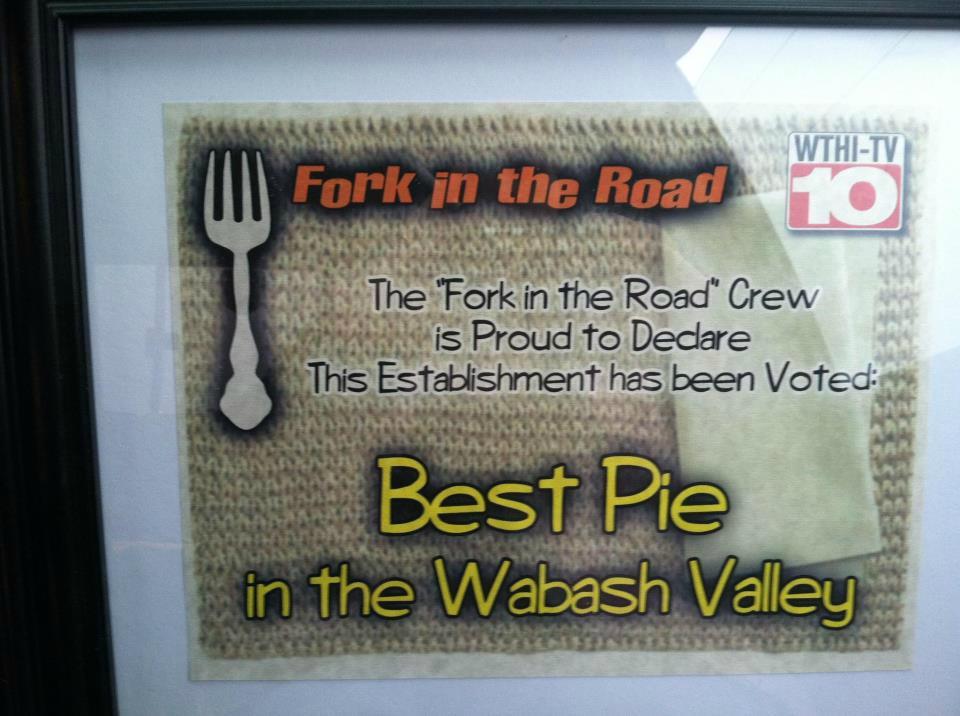 Fork in the Road
WTHI-TV
10
The "Fork in the Road" Crew
is Proud to Declare
This Establishment has been Voted:
Best Pie
in the Wabash Valley